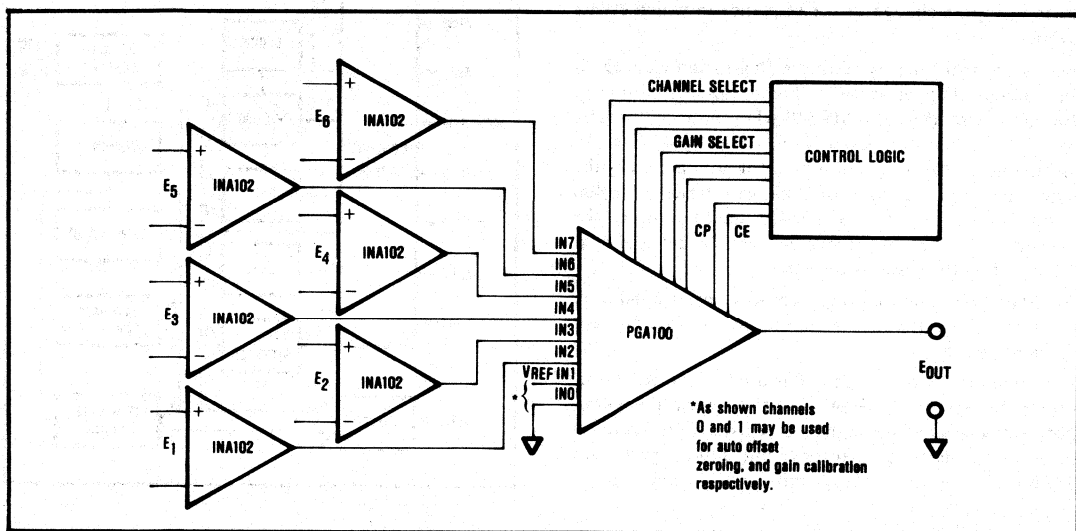 CHANNEL SELECT
GAIN SELECT
CONTROL LOGIC
CP
CE
E6
+
INA102
−
E5
+
INA102
−
E4
+
INA102
−
E3
+
INA102
−
E2
+
INA102
−
E1
+
INA102
−
IN7
IN6
IN5
IN4
IN3
IN2
VREF IN1
IN0
*
PGA100
EOUT
*As shown channels
0 and 1 may be used
for auto offset
zeroing, and gain calibration
respectively.